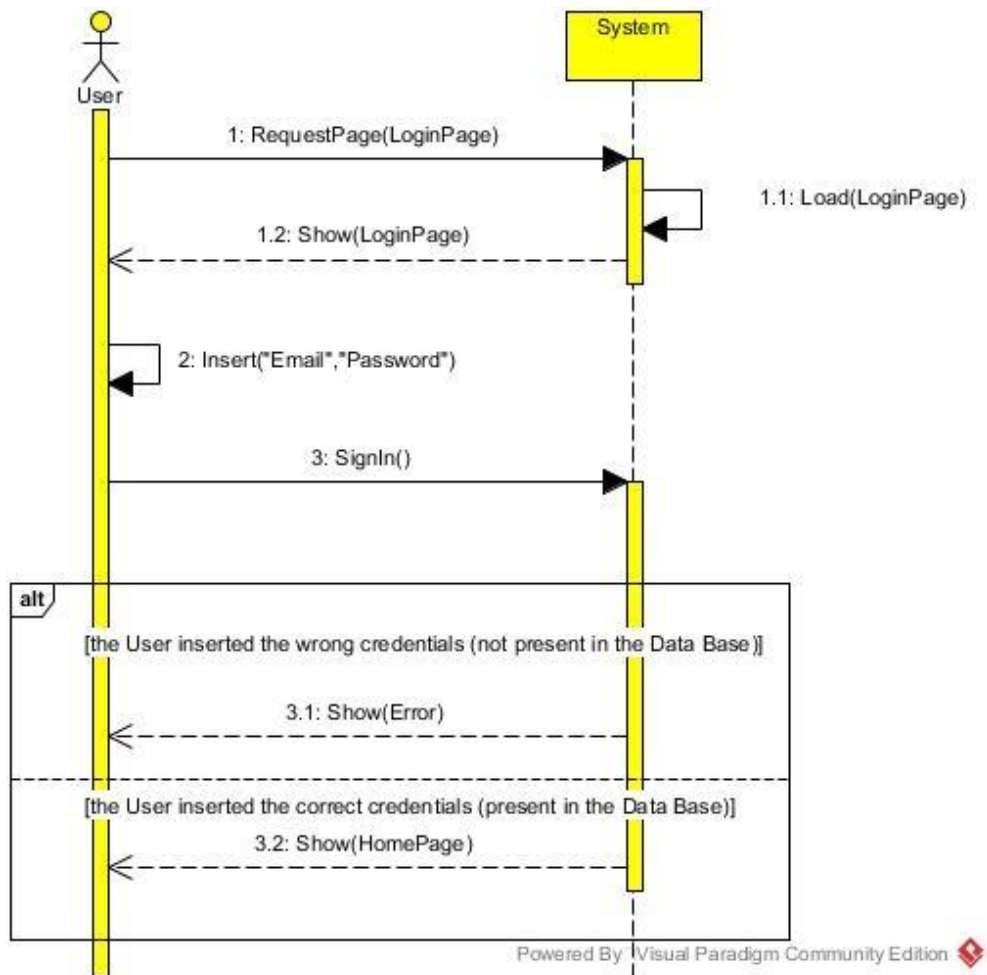 System
User
1: RequestPage(LoginPage)
1.1: Load(LoginPage)
1.2: Show(LoginPage)
2: Insert("Email","Password")
3: SignIn()
alt
[the User inserted the wrong credentials (not present in the Data Base)]
3.1: Show(Error)
[the User inserted the correct credentials (present in the Data Base)]
3.2: Show(HomePage)
Powered By Visual Paradigm Community Edition